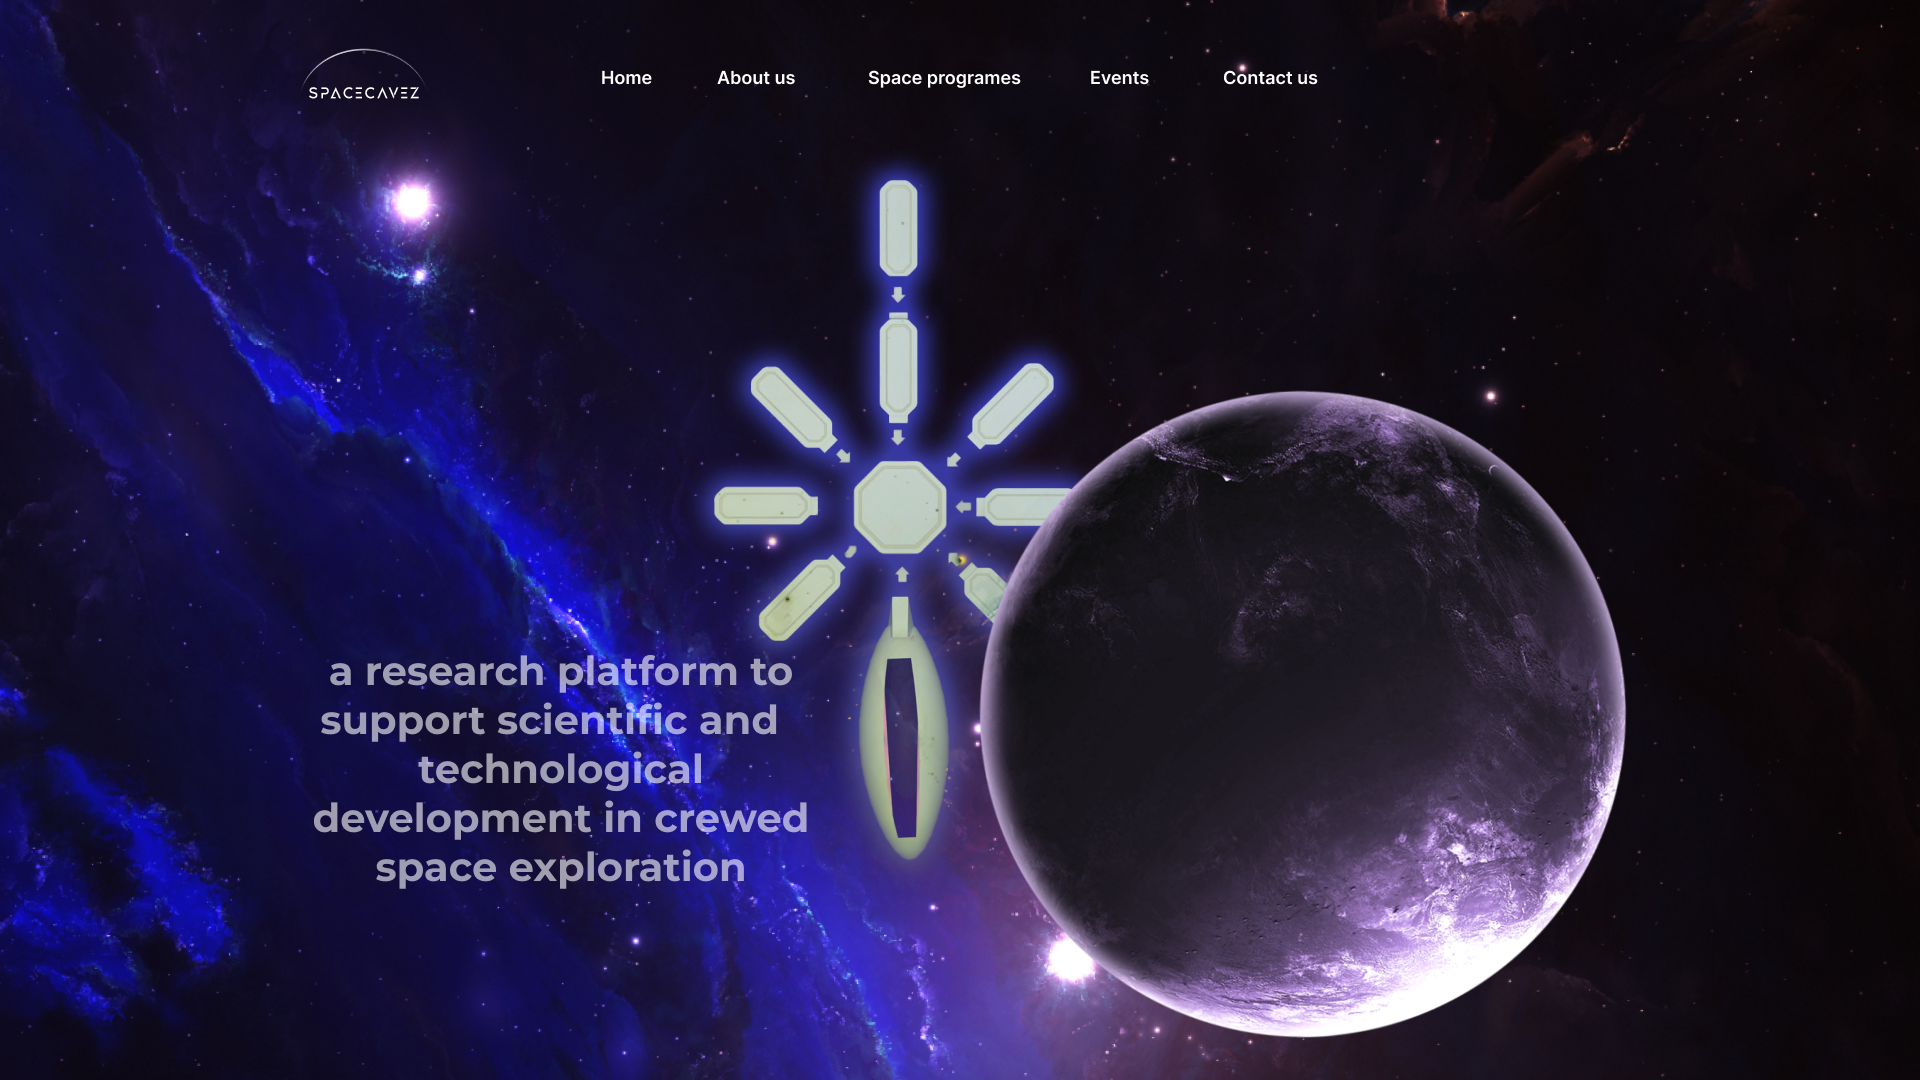 SPACECAVEZ
Home About us Space programes Events Contact us
a research platform to
support scientific and
technological
development in crewed
space exploration